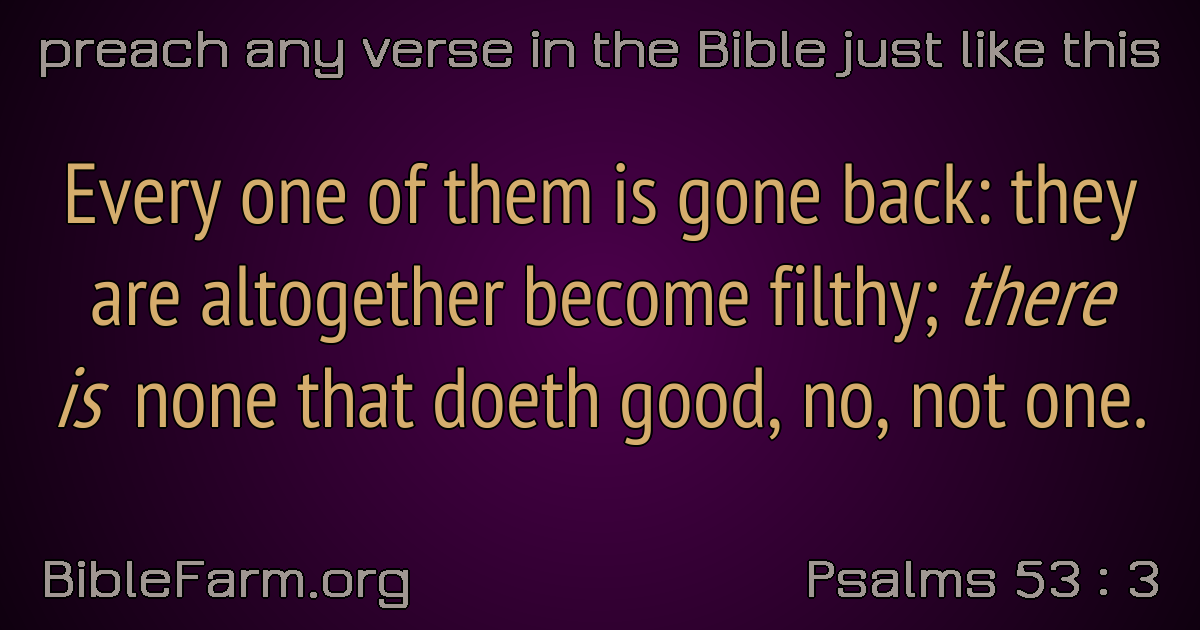 preach any verse in the Bible just like this
Every one of them is gone back: they
are altogether become filthy; there
is none that doeth good, no, not one.
BibleFarm.org
Psalms 53 : 3